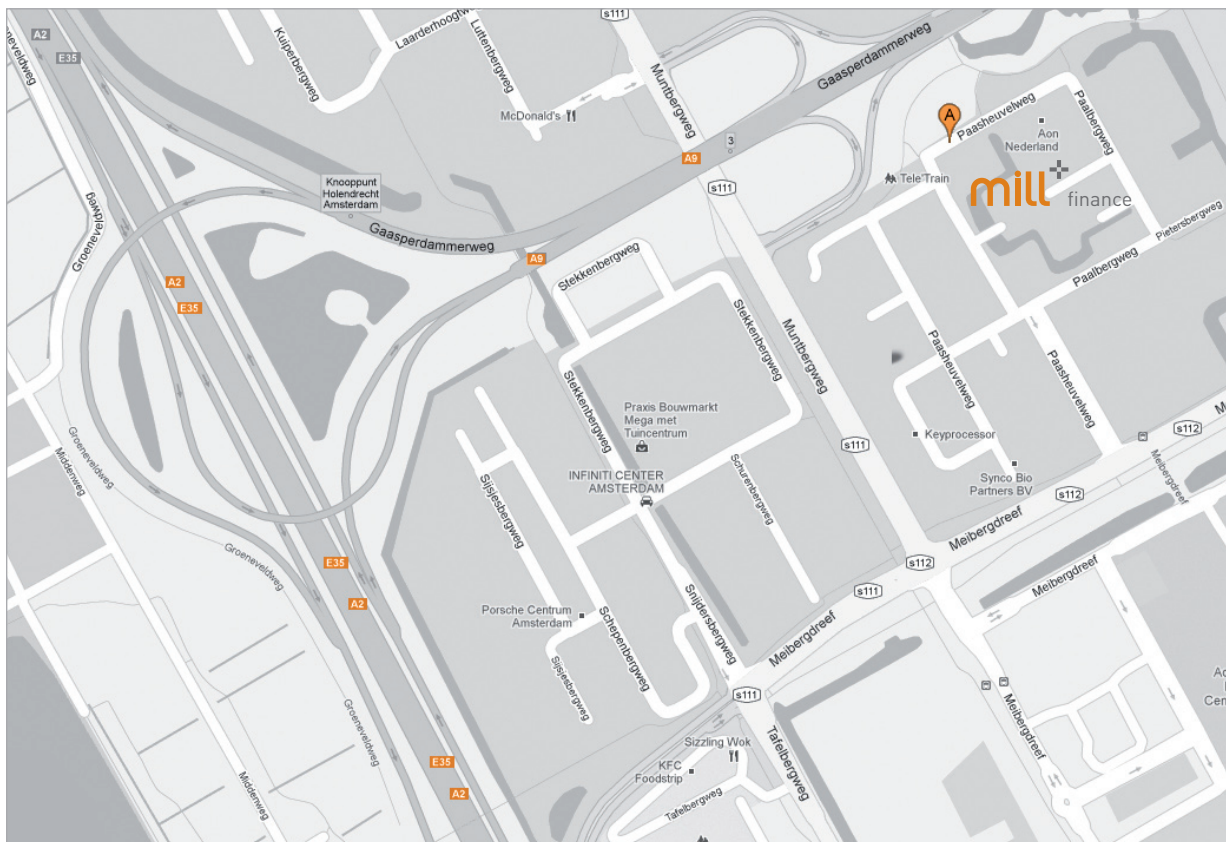 A2
E35
Groeneveldweg
Kuiperbergweg
Laarderhoogtw
Luttenbergweg
s111
Muntbergweg
Gaasperdammerweg
McDonald's
3
A9
s111
A
Paasheuvelweg
Paalbergweg
Aon
Nederland
Tele'Train
mill
finance
Knooppunt
Holendrecht
Amsterdam
Groeneveldweg
Gaasperdammerweg
A9
A2
E35
Stekkenbergweg
Pietersbergweg
Paalbergweg
Stekkenbergweg
Muntbergweg
Paasheuvelweg
Paasheuvelweg
Stekkenbergweg
Praxis Bouwmarkt
Mega met
Tuincentrum
Keyprocessor
s111
s112
Meibergdreef
Synco Bio
Partners BV
s112
Groeneveldweg
Middenweg
INFINITI CENTER
AMSTERDAM
Schurenbergweg
Sijsjesbergweg
Meibergdreef
Groeneveldweg
E35
A2
s112
s111
Meibergdreef
Porsche Centrum
Amsterdam
Schepenbergweg
Snijdersbergweg
Meibergdreef
Sijsjesbergweg
s111
Meibergdreef
Groeneveldweg
Middenweg
E35
A2
Sizzling Wok
KFC
Foodstrip
Tafelbergweg
Tafelbergweg